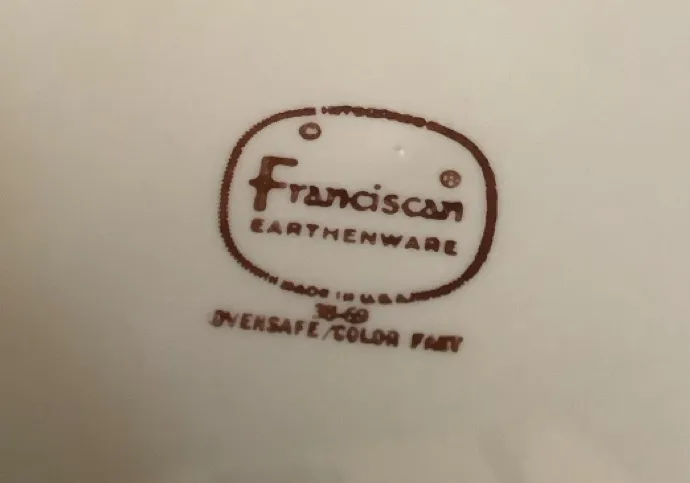 ©
Franciscan
®
EARTHENWARE
MADE IN U.S.A.
OVENSAFE/COLOR FAST